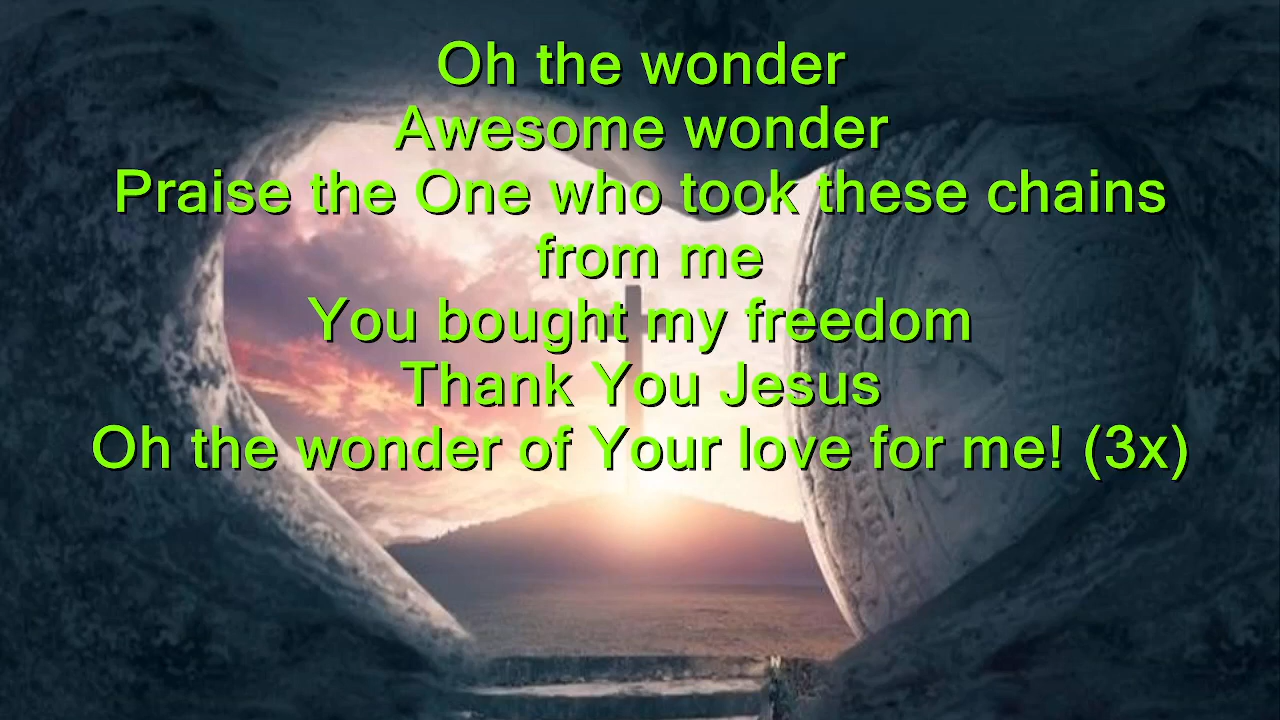 Oh the wonder
Awesome wonder
Praise the One who took these chains
from me
You bought my freedom
Thank You Jesus
Oh the wonder of Your love for me! (3x)